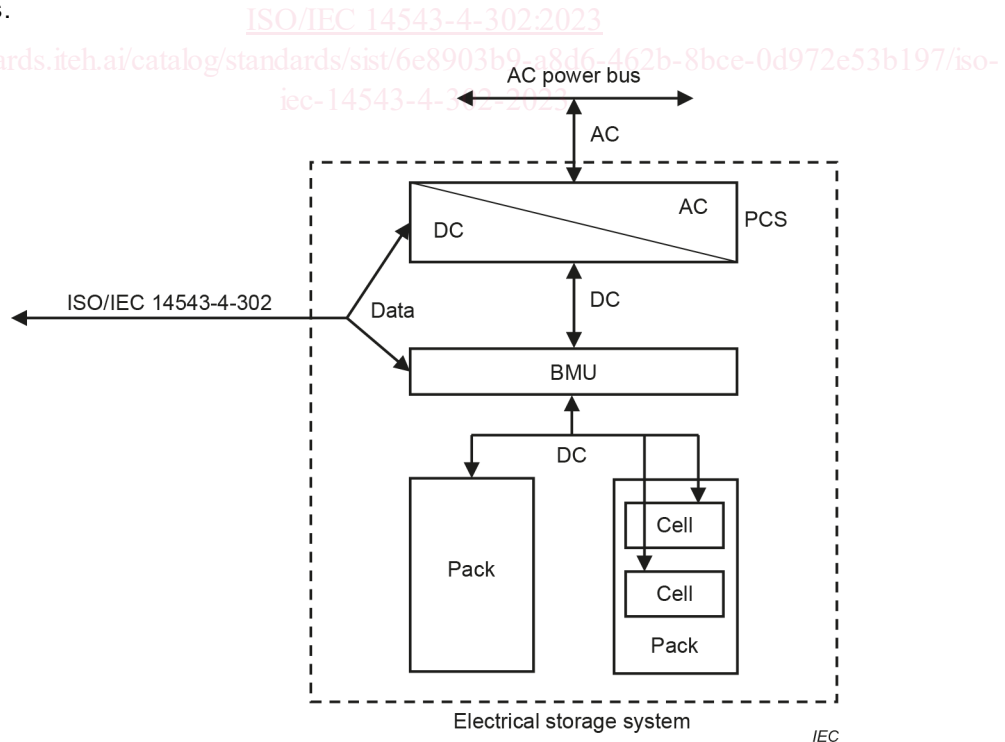 s.
ISO/IEC 14543-4-302:2023
ards.iteh.ai/catalog/standards/sist/6e8903b9-a8d6-462b-8bce-0d972e53b197/iso-
iec-14543-4-302-2023
AC power bus
AC
AC
PCS
DC
DC
ISO/IEC 14543-4-302
Data
BMU
DC
Cell
Pack
Cell
Pack
Electrical storage system
IEC